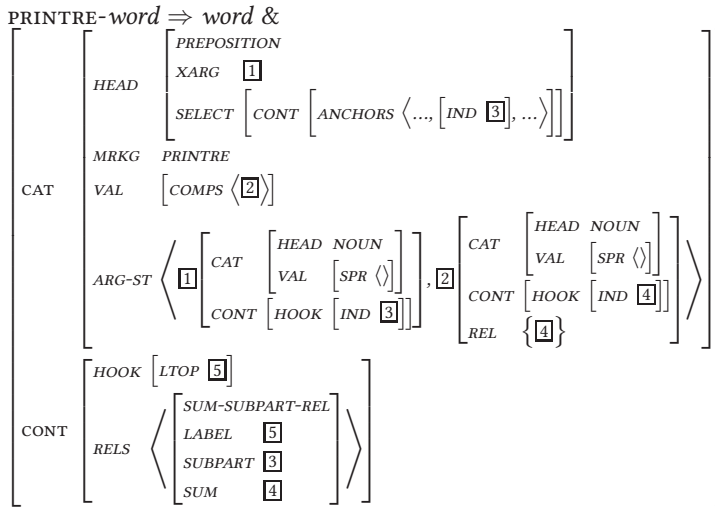 PRINTRE-word ⇒ word &
PREPOSITION
HEAD XARG 1
SELECT [CONT [ANCHORS ⟨…, [IND 3], …⟩]]
MRKG PRINTRE
CAT VAL [COMPS ⟨2⟩]
ARG-ST ⟨ 1 [CAT [HEAD NOUN, 2 [CAT [HEAD NOUN
VAL [SPR ⟨⟩]]] VAL [SPR ⟨⟩]]]
CONT [HOOK [IND 3]]] CONT [HOOK [IND 4]]
REL {4}] ⟩
HOOK [LTOP 5]
SUM-SUBPART-REL
CONT RELS ⟨ LABEL 5
SUBPART 3
SUM 4 ⟩